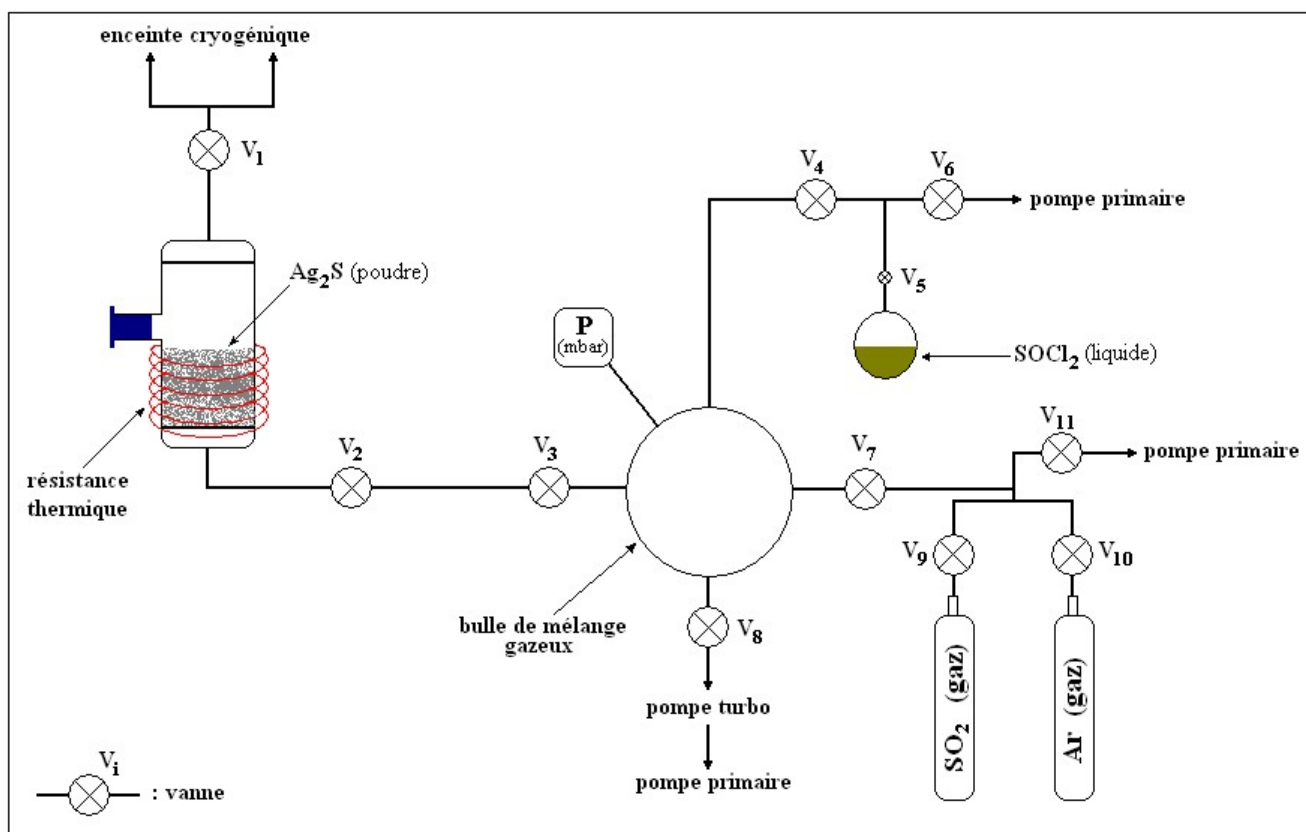 enceinte cryogénique
V1
Ag2S (poudre)
V4
V6
pompe primaire
V5
P
(mbar)
SOCl2 (liquide)
V11
pompe primaire
résistance
thermique
V2
V3
V7
V9
V10
bulle de mélange
gazeux
V8
pompe turbo
pompe primaire
SO2 (gaz)
Ar (gaz)
Vi
: vanne